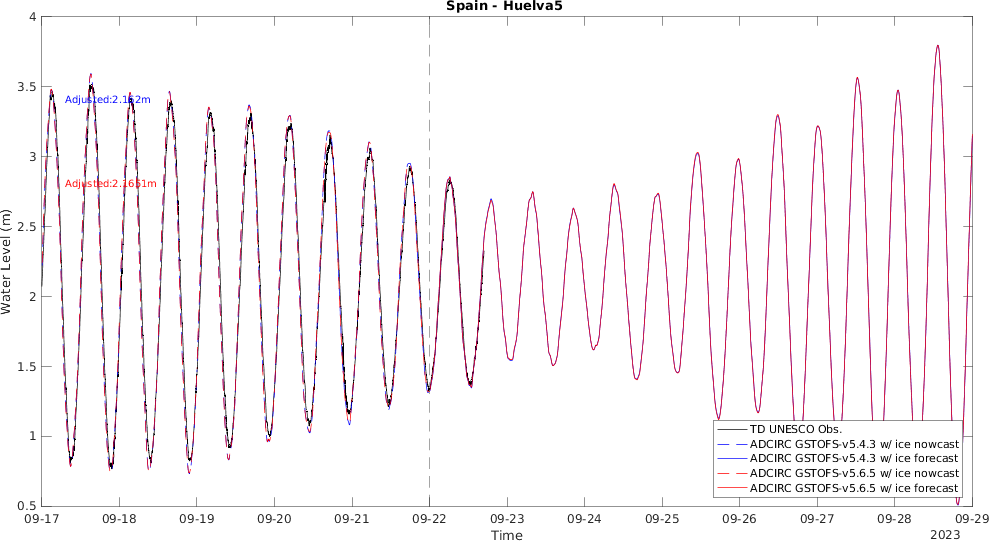 Spain - Huelva5
4
3.5
3
2.5
2
1.5
1
0.5
Water Level (m)
Adjusted:2.162m
Adjusted:2.1651m
TD UNESCO Obs.
ADCIRC GSTOFS-v5.4.3 w/ ice nowcast
ADCIRC GSTOFS-v5.4.3 w/ ice forecast
ADCIRC GSTOFS-v5.6.5 w/ ice nowcast
ADCIRC GSTOFS-v5.6.5 w/ ice forecast
09-17 09-18 09-19 09-20 09-21 09-22 09-23 09-24 09-25 09-26 09-27 09-28 09-29
Time
2023